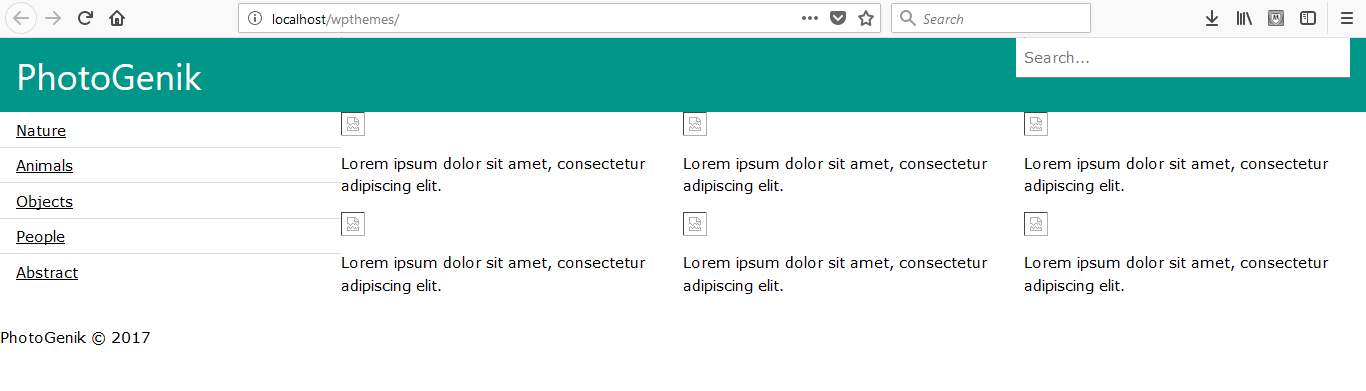 localhost/wpthemes/
Search
PhotoGenik
Search...
Nature
Animals
Objects
People
Abstract
Lorem ipsum dolor sit amet, consectetur
adipiscing elit.
Lorem ipsum dolor sit amet, consectetur
adipiscing elit.
Lorem ipsum dolor sit amet, consectetur
adipiscing elit.
Lorem ipsum dolor sit amet, consectetur
adipiscing elit.
Lorem ipsum dolor sit amet, consectetur
adipiscing elit.
Lorem ipsum dolor sit amet, consectetur
adipiscing elit.
PhotoGenik © 2017